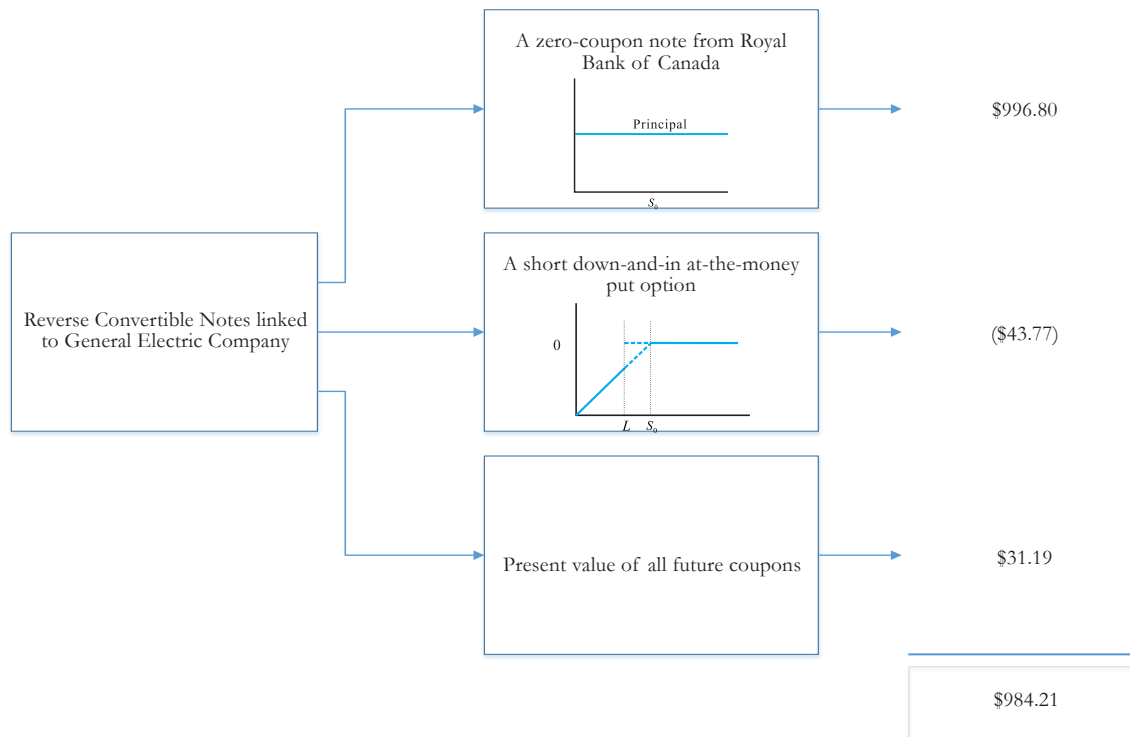 A zero-coupon note from Royal
Bank of Canada
Principal
S₀
$996.80
Reverse Convertible Notes linked
to General Electric Company
A short down-and-in at-the-money
put option
0
L S₀
($43.77)
Present value of all future coupons
$31.19
$984.21